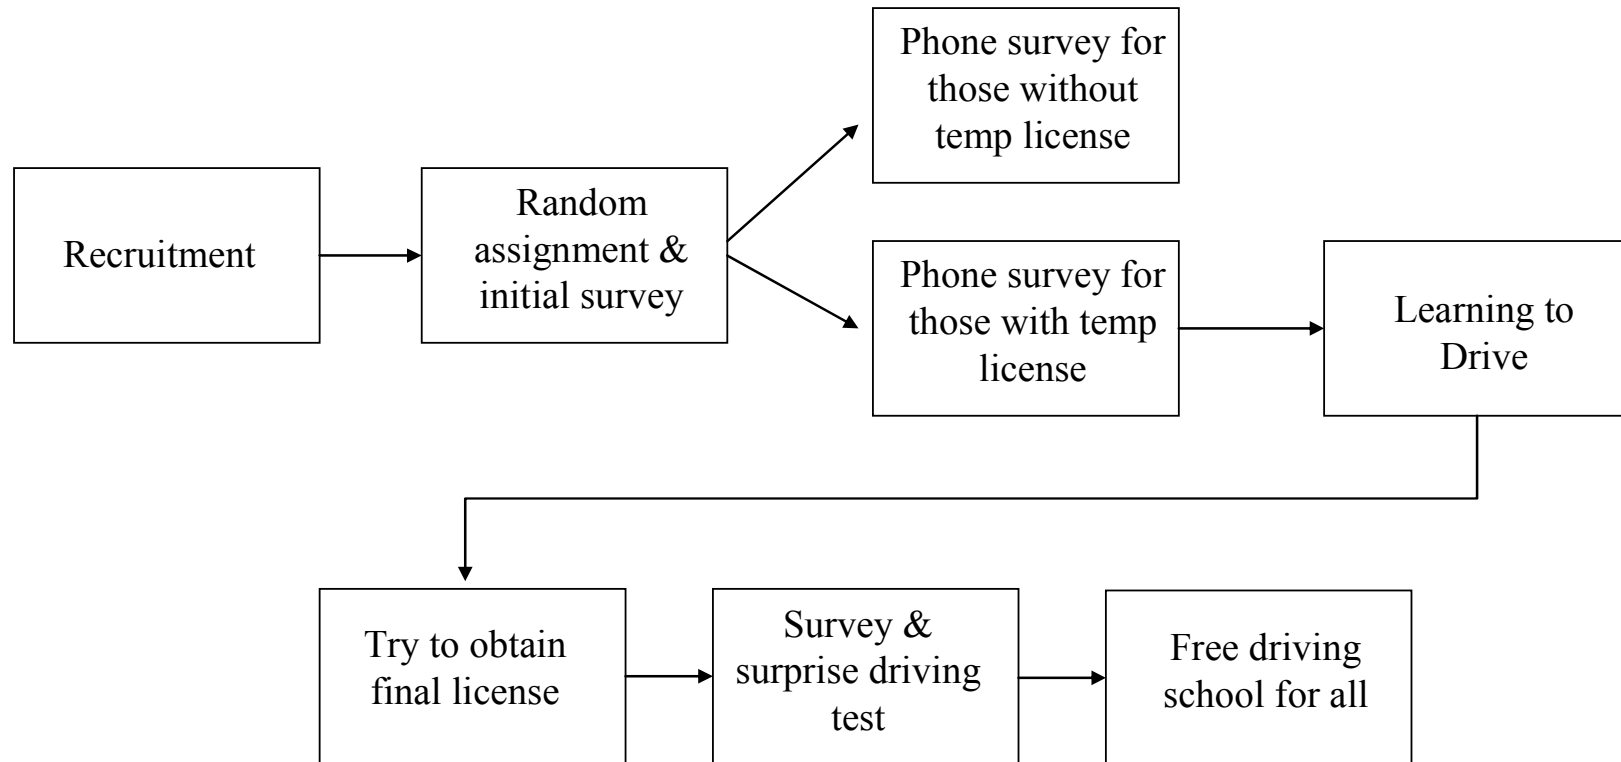 Recruitment
Random
assignment &
initial survey
Phone survey for
those without
temp license
Phone survey for
those with temp
license
Learning to
Drive
Try to obtain
final license
Survey &
surprise driving
test
Free driving
school for all